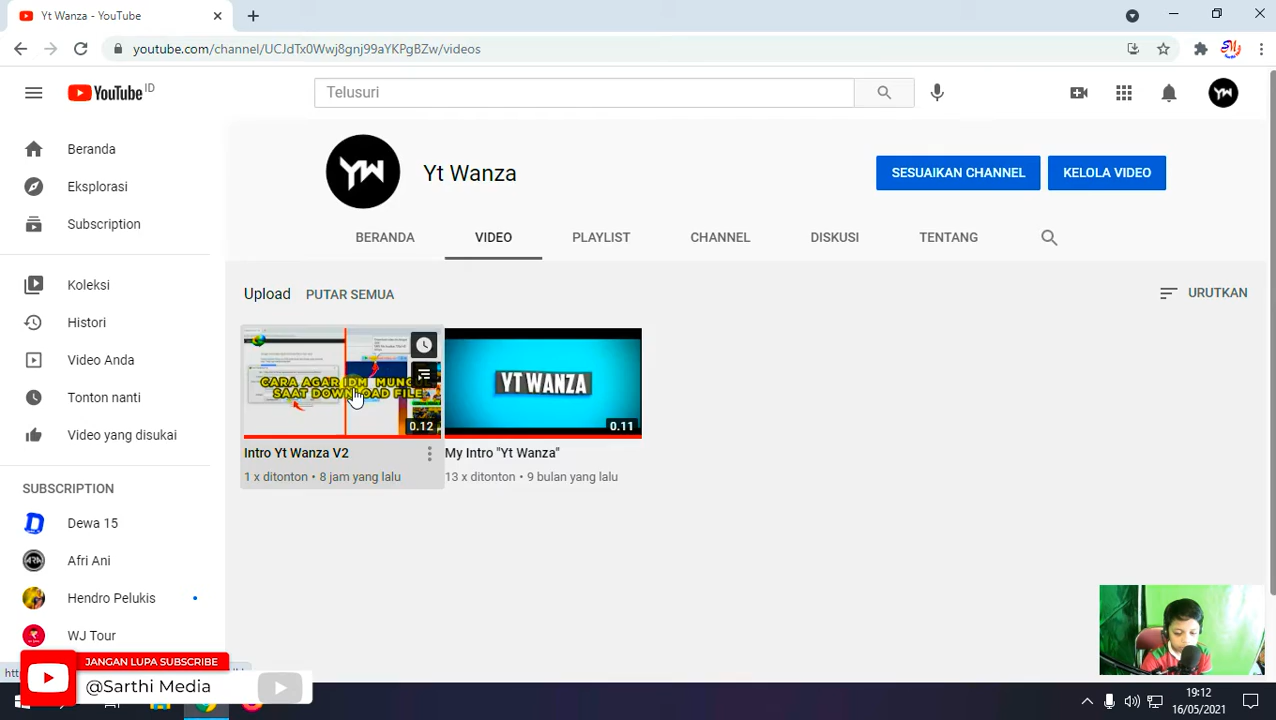 Yt Wanza - YouTube
youtube.com/channel/UCJdTx0Wwj8gnj99aYKPgBZw/videos
YouTube ID
Telusuri
YW
Beranda
Eksplorasi
Subscription
Koleksi
Histori
Video Anda
Tonton nanti
Video yang disukai
SUBSCRIPTION
Dewa 15
Afri Ani
Hendro Pelukis
WJ Tour
YW
Yt Wanza
SESUAIKAN CHANNEL
KELOLA VIDEO
BERANDA
VIDEO
PLAYLIST
CHANNEL
DISKUSI
TENTANG
Upload
PUTAR SEMUA
URUTKAN
CARA AGAR IDM MUNCUL
SAAT DOWNLOAD FILE
0.12
Intro Yt Wanza V2
1 x ditonton • 8 jam yang lalu
YT WANZA
0.11
My Intro "Yt Wanza"
13 x ditonton • 9 bulan yang lalu
JANGAN LUPA SUBSCRIBE
@Sarthi Media
19:12
16/05/2021